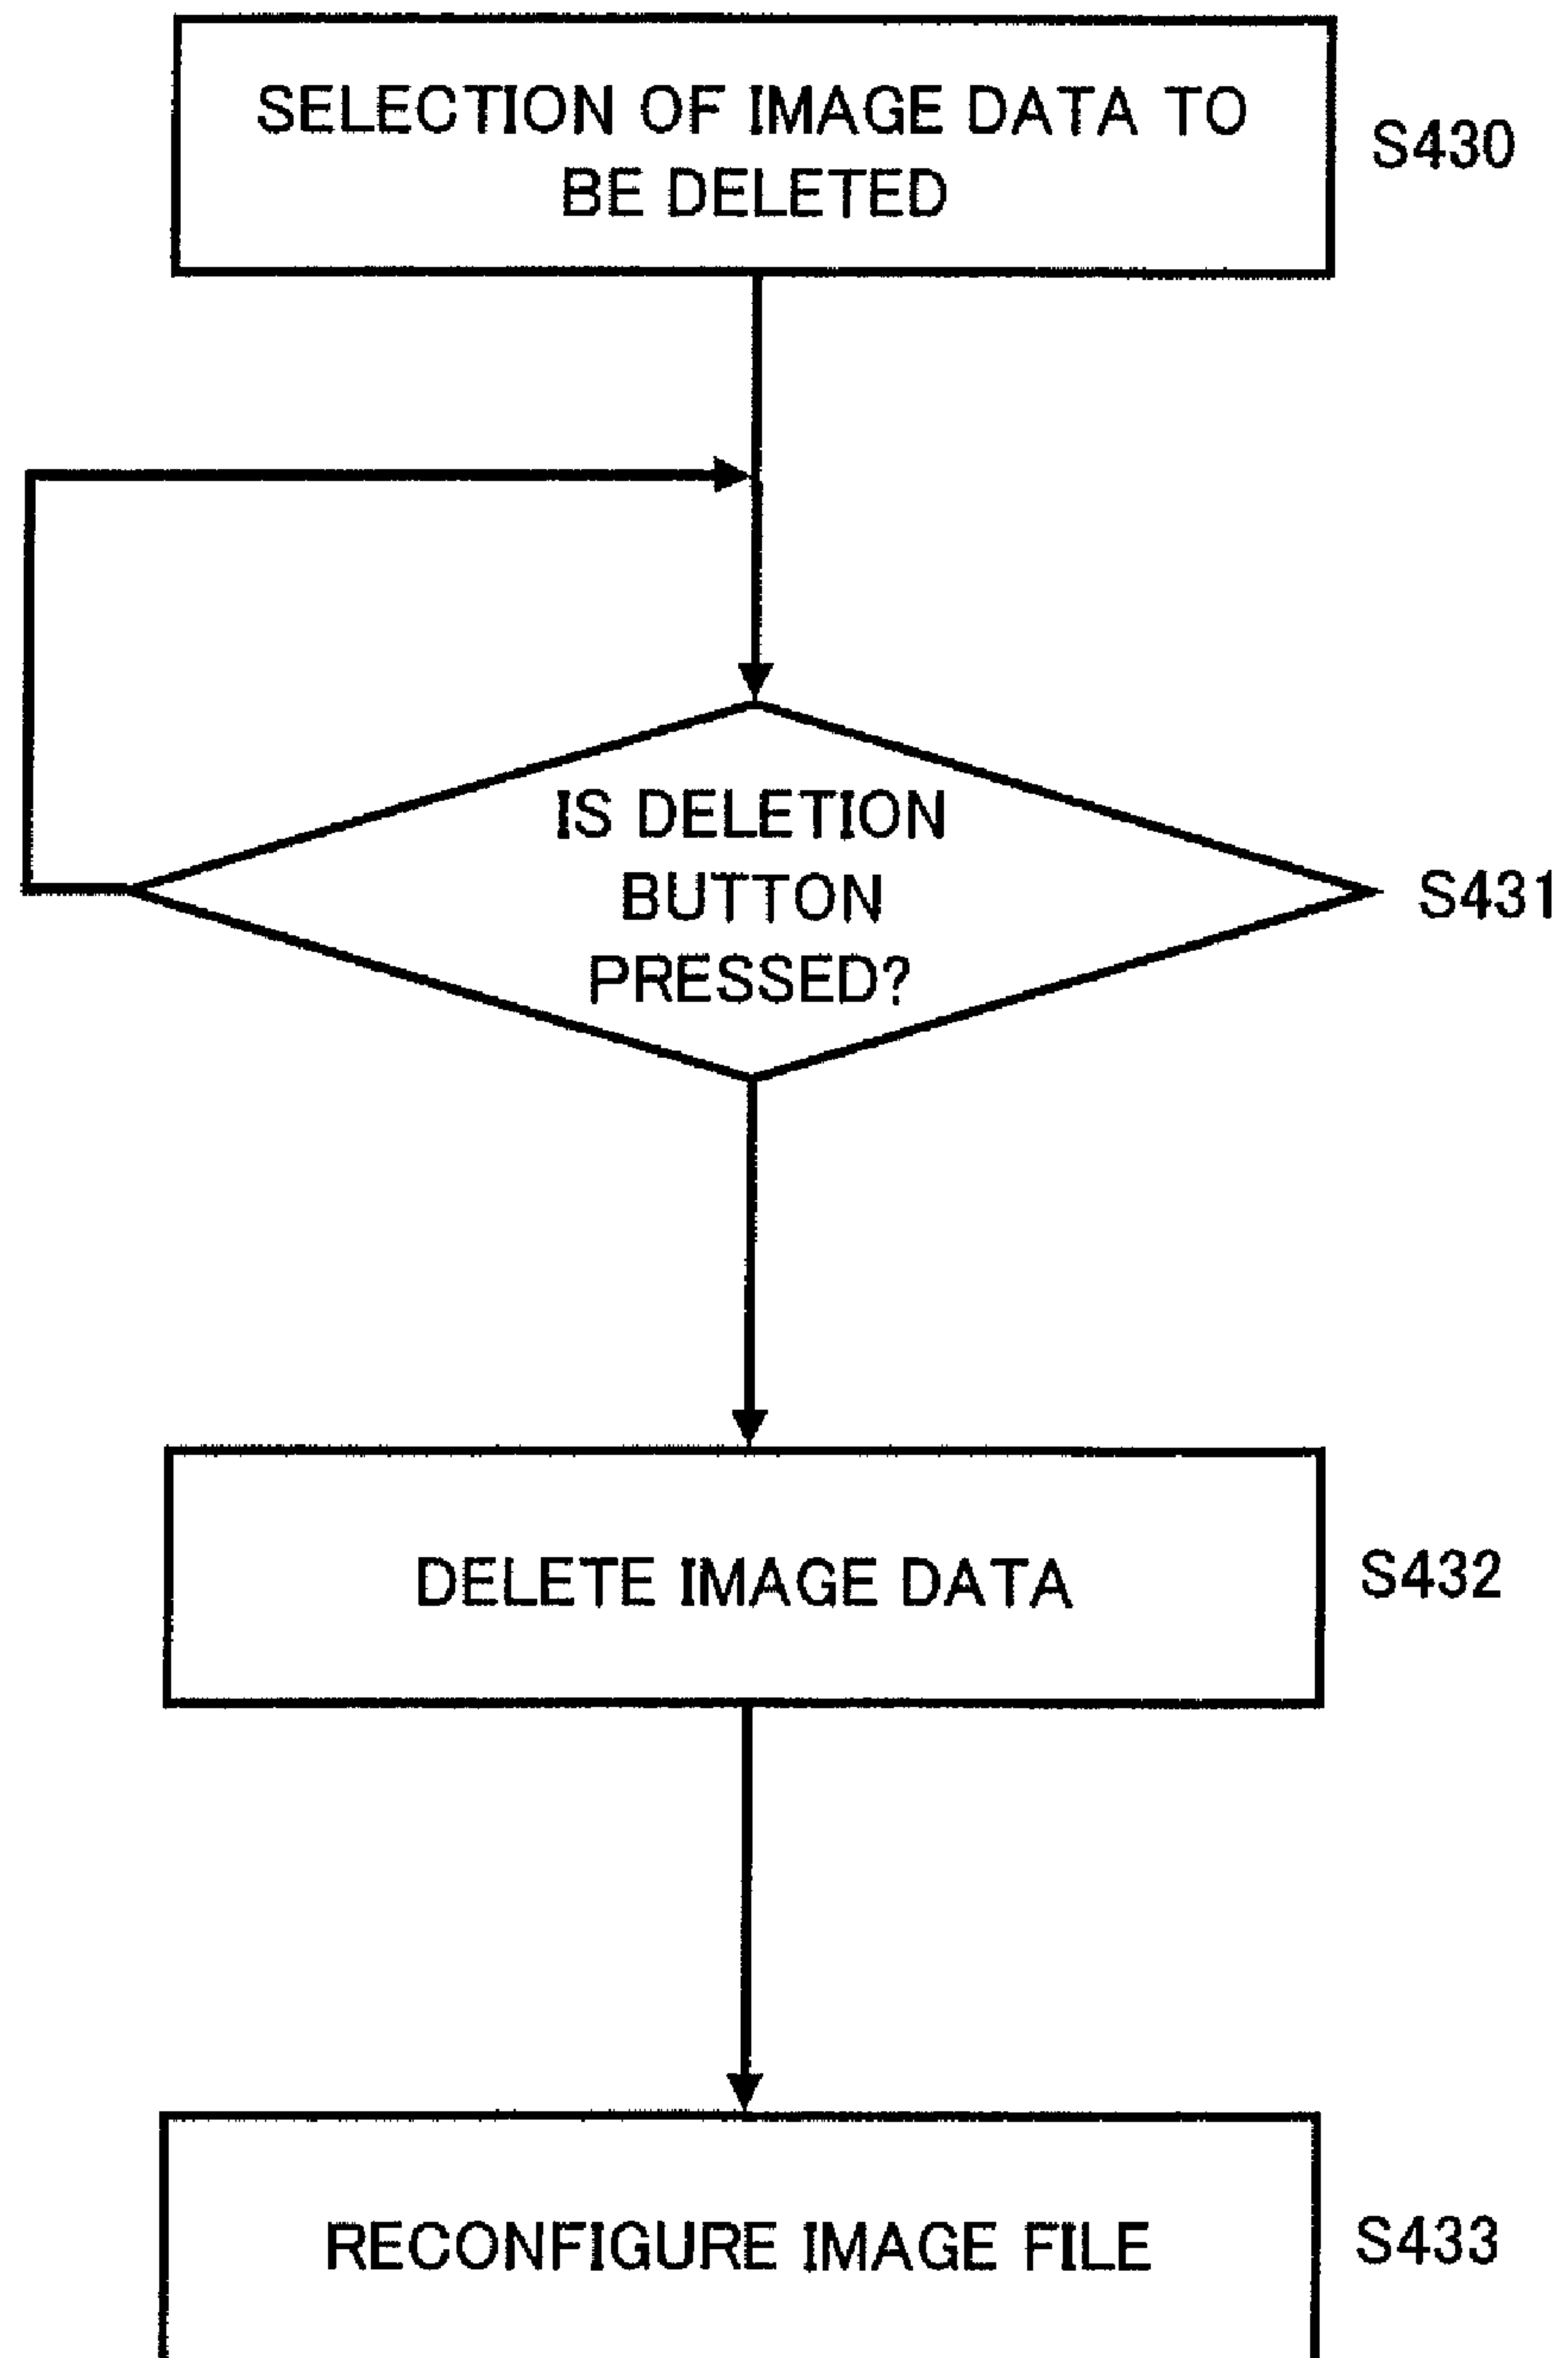 SELECTION OF IMAGE DATA TO
BE DELETED
S430
IS DELETION
BUTTON
PRESSED?
S431
DELETE IMAGE DATA
S432
RECONFIGURE IMAGE FILE
S433